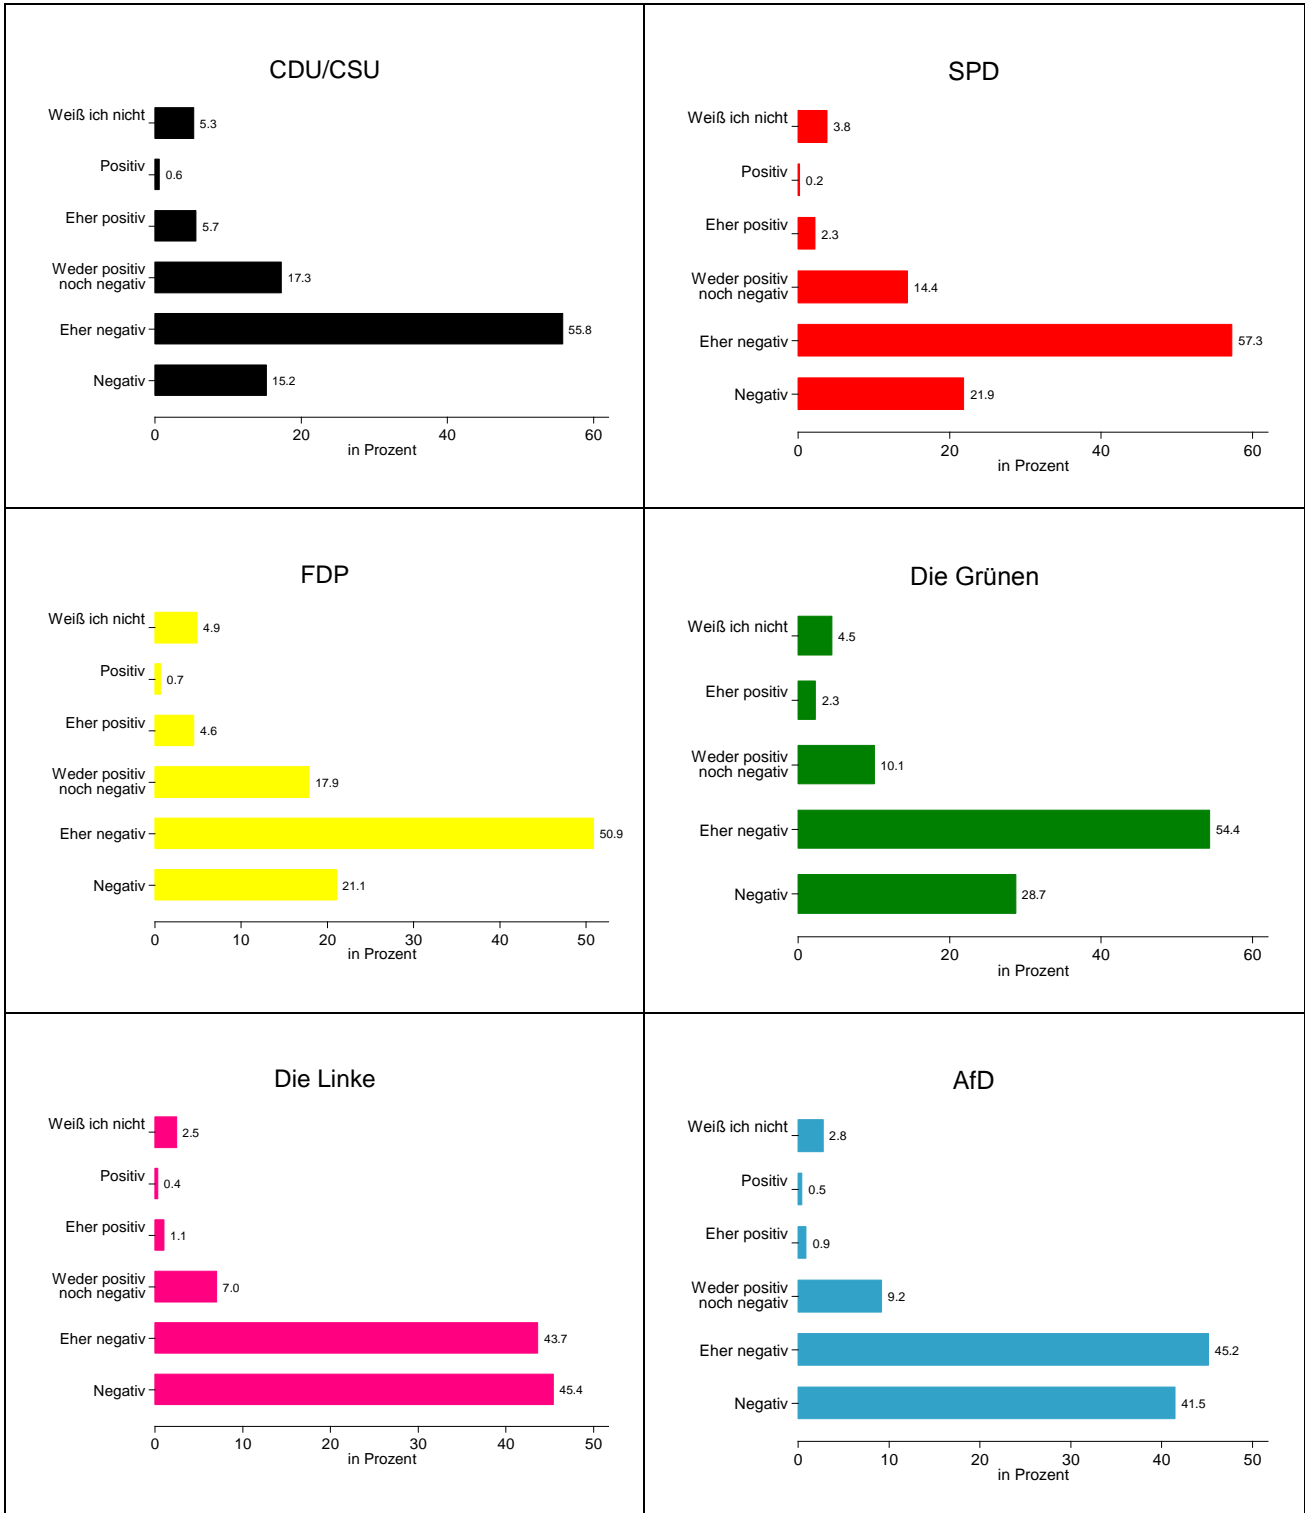 CDU/CSU
Weiß ich nicht
5.3
Positiv
0.6
Eher positiv
5.7
Weder positiv
noch negativ
17.3
Eher negativ
55.8
Negativ
15.2
0 20 40 60
in Prozent
SPD
Weiß ich nicht
3.8
Positiv
0.2
Eher positiv
2.3
Weder positiv
noch negativ
14.4
Eher negativ
57.3
Negativ
21.9
0 20 40 60
in Prozent
FDP
Weiß ich nicht
4.9
Positiv
0.7
Eher positiv
4.6
Weder positiv
noch negativ
17.9
Eher negativ
50.9
Negativ
21.1
0 10 20 30 40 50
in Prozent
Die Grünen
Weiß ich nicht
4.5
Eher positiv
2.3
Weder positiv
noch negativ
10.1
Eher negativ
54.4
Negativ
28.7
0 20 40 60
in Prozent
Die Linke
Weiß ich nicht
2.5
Positiv
0.4
Eher positiv
1.1
Weder positiv
noch negativ
7.0
Eher negativ
43.7
Negativ
45.4
0 10 20 30 40 50
in Prozent
AfD
Weiß ich nicht
2.8
Positiv
0.5
Eher positiv
0.9
Weder positiv
noch negativ
9.2
Eher negativ
45.2
Negativ
41.5
0 10 20 30 40 50
in Prozent